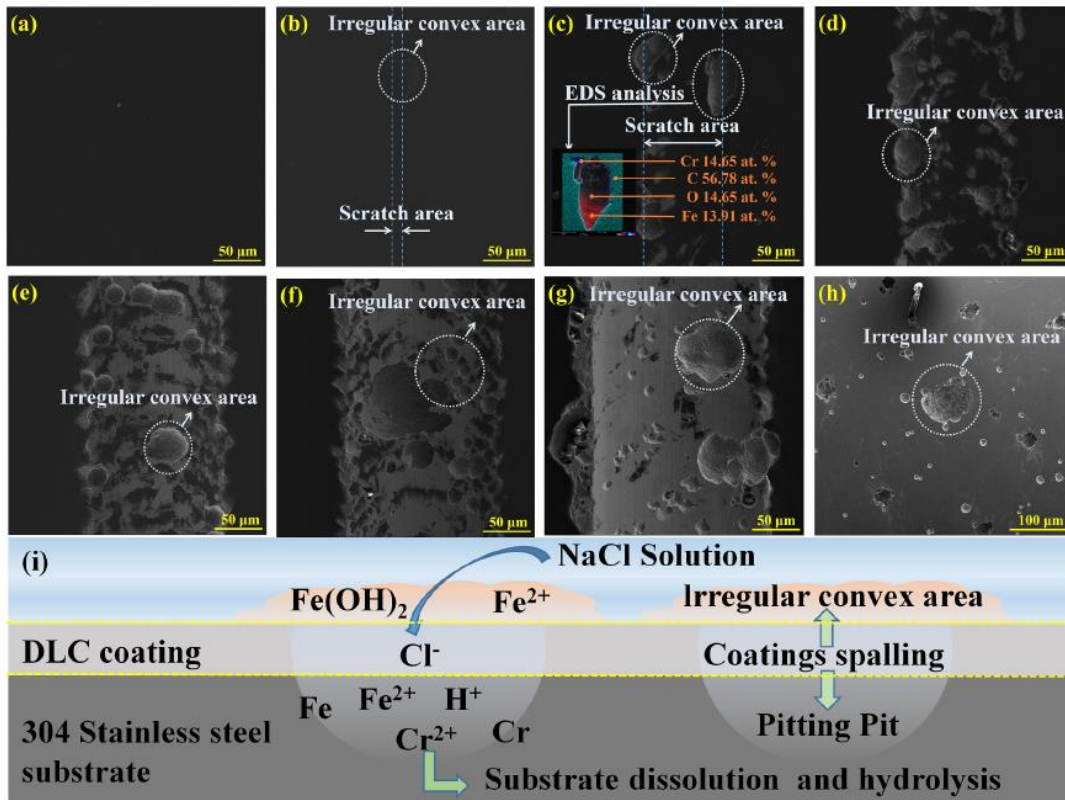 (a)
50 μm
(b)
Irregular convex area
Scratch area
50 μm
(c)
Irregular convex area
EDS analysis
Scratch area
Cr 14.65 at. %
C 56.78 at. %
O 14.65 at. %
Fe 13.91 at. %
50 μm
(d)
Irregular convex area
50 μm
(e)
Irregular convex area
50 μm
(f)
Irregular convex area
50 μm
(g)
Irregular convex area
50 μm
(h)
Irregular convex area
100 μm
(i)
NaCl Solution
Fe(OH)₂
Fe²⁺
Irregular convex area
DLC coating
Cl⁻
Coatings spalling
Fe
Fe²⁺
H⁺
Cr²⁺
Cr
Pitting Pit
304 Stainless steel
substrate
Substrate dissolution and hydrolysis